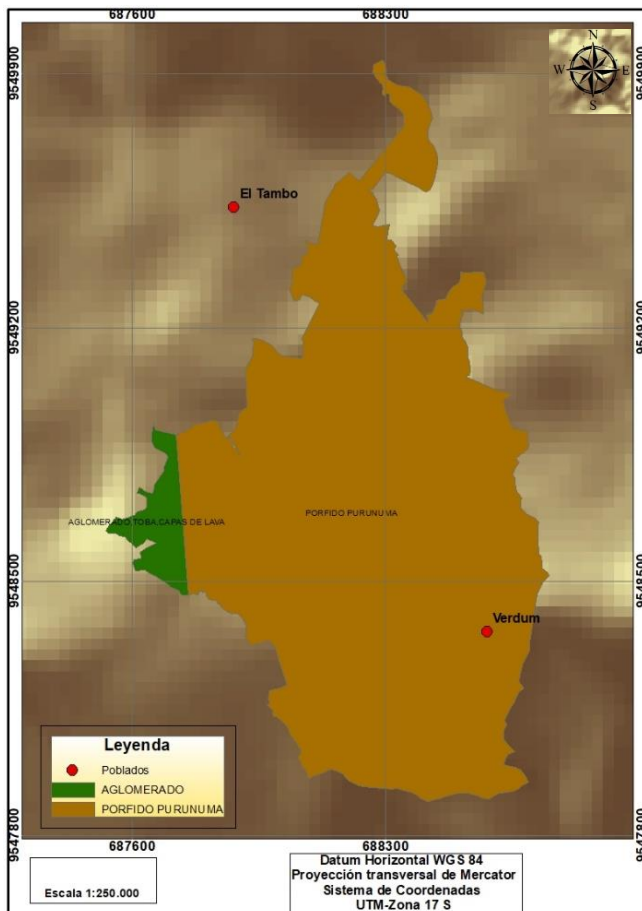 687600
688300
9549900
9549900
N
W
E
S
El Tambo
9549200
9549200
AGLOMERADO TOBA,CAPAS DE LAVA
PORFIDO PURUNUMA
9548500
9548500
Verdum
Leyenda
Poblados
AGLOMERADO
PORFIDO PURUNUMA
9547800
9547800
687600
688300
Escala 1:250.000
Datum Horizontal WGS 84
Proyección transversal de Mercator
Sistema de Coordenadas
UTM-Zona 17 S